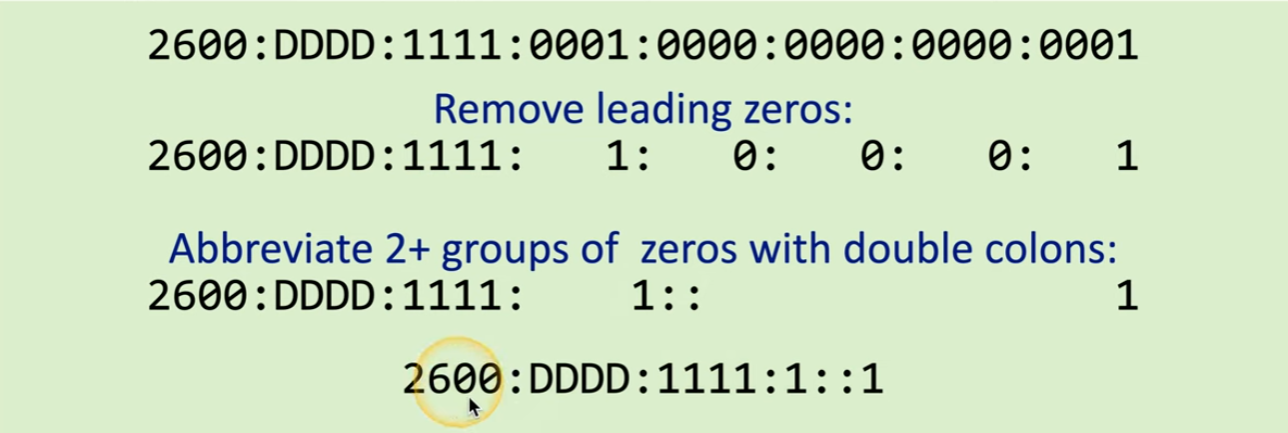 2600:DDDD:1111:0001:0000:0000:0000:0001
Remove leading zeros:
2600:DDDD:1111:   1:   0:   0:   0:   1
Abbreviate 2+ groups of  zeros with double colons:
2600:DDDD:1111:    1::                1
2600:DDDD:1111:1::1